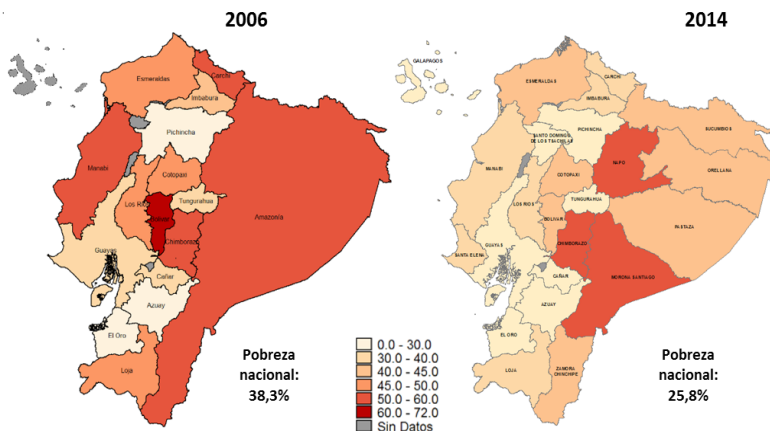 2006
Esmeraldas
Carchi
Imbabura
Pichincha
Manabí
Cotopaxi
Los Ríos
Tungurahua
Amazonía
Chimborazo
Guayas
Cañar
Azuay
El Oro
Loja
Pobreza
nacional:
38,3%
0.0 - 30.0
30.0 - 40.0
40.0 - 45.0
45.0 - 50.0
50.0 - 60.0
60.0 - 72.0
Sin Datos
2014
GALAPAGOS
ESMERALDAS
CARCHI
IMBABURA
SUCUMBIOS
PICHINCHA
SANTO DOMINGO
DE LOS TSACHILAS
NAPO
ORELLANA
MANABI
COTOPAXI
TUNGURAHUA
LOS RIOS
BOLIVAR
PASTAZA
GUAYAS
CHIMBORAZO
SANTA ELENA
MORONA SANTIAGO
CAÑAR
AZUAY
EL ORO
ZAMORA
CHINCHIPE
LOJA
Pobreza
nacional:
25,8%